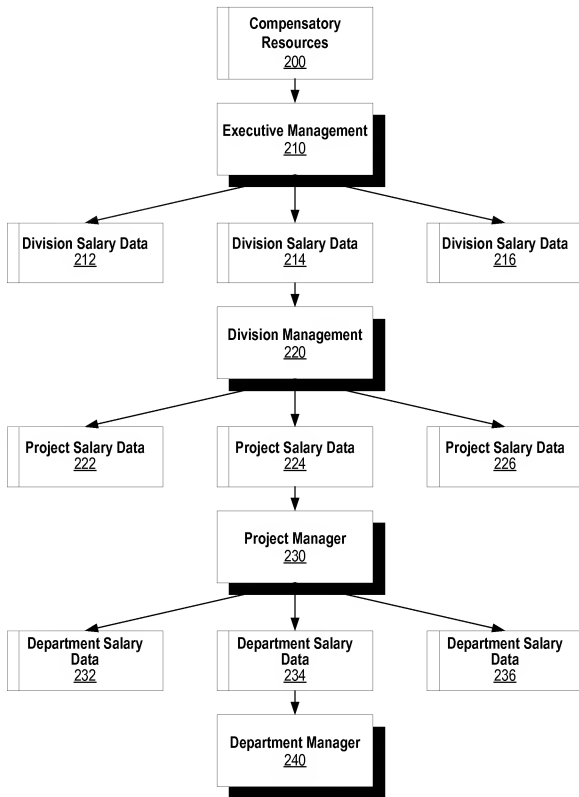 Compensatory
Resources
200
Executive Management
210
Division Salary Data
212
Division Salary Data
214
Division Salary Data
216
Division Management
220
Project Salary Data
222
Project Salary Data
224
Project Salary Data
226
Project Manager
230
Department Salary
Data
232
Department Salary
Data
234
Department Salary
Data
236
Department Manager
240